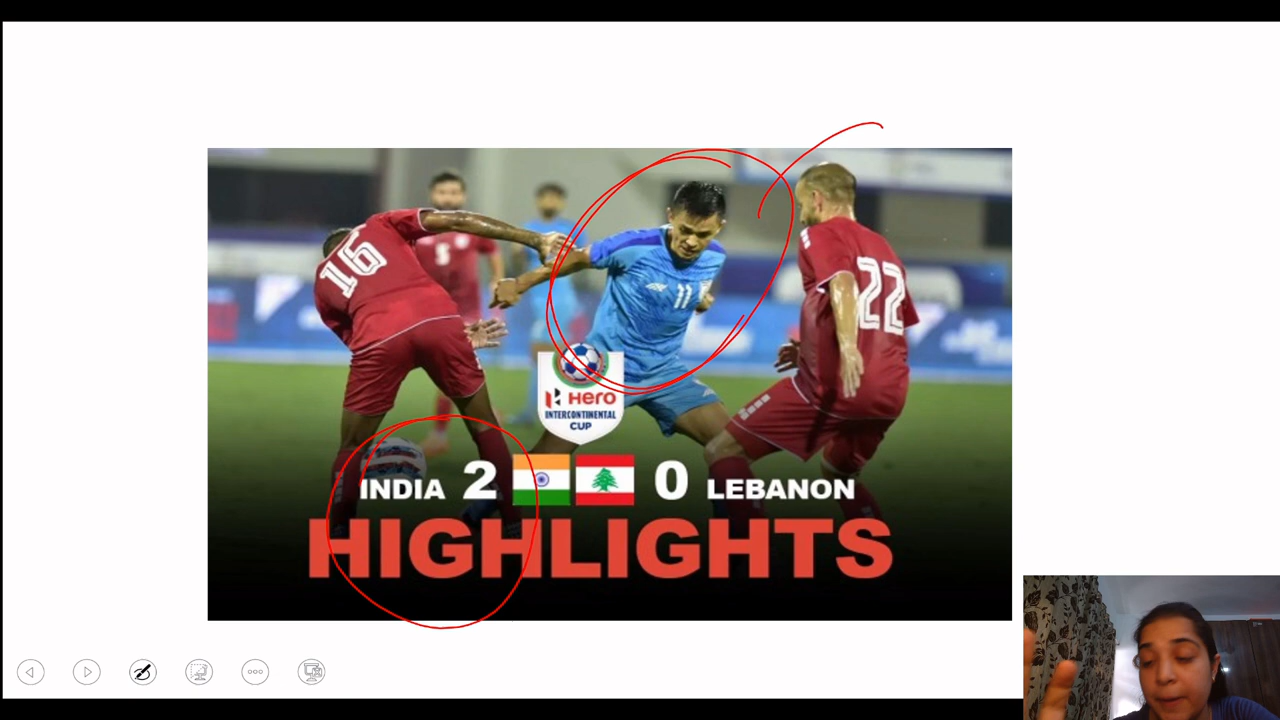 16
11
22
HERO
INTERCONTINENTAL
CUP
INDIA 2 0 LEBANON
HIGHLIGHTS